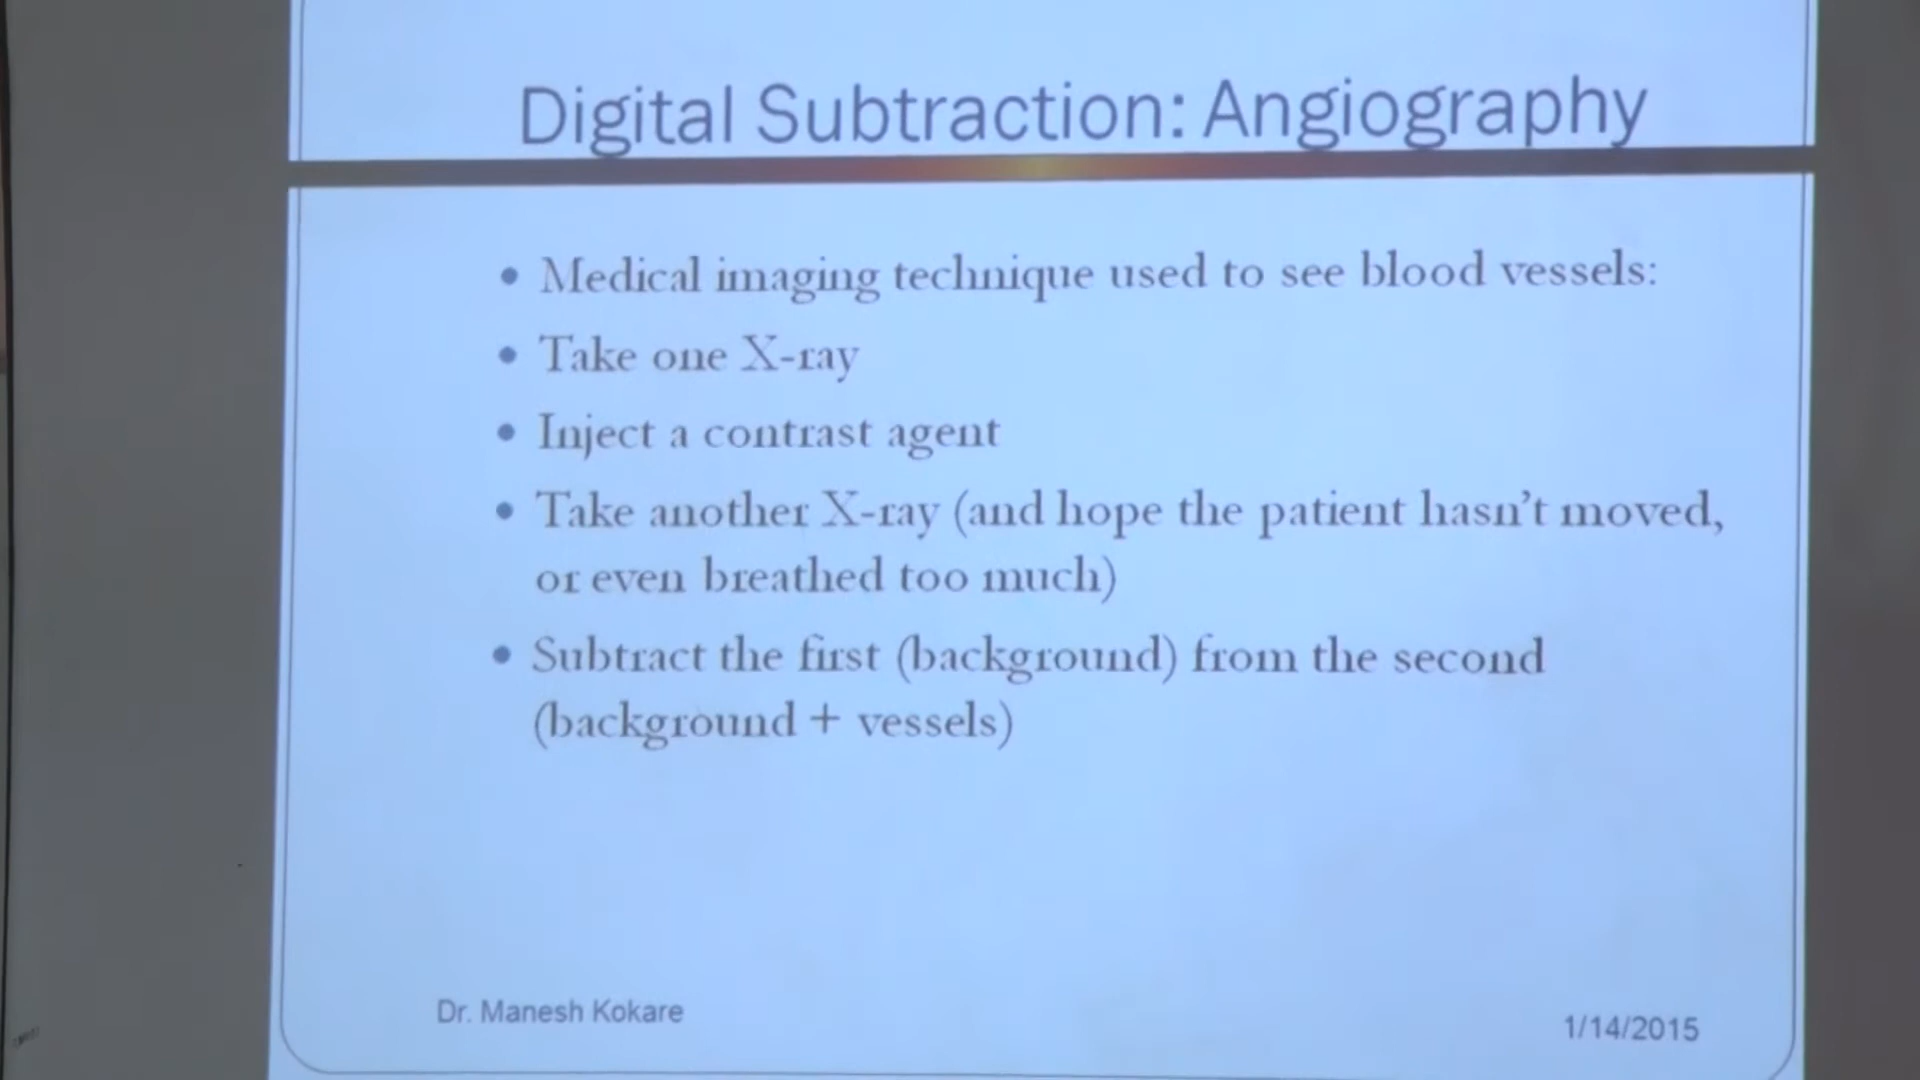 Digital Subtraction: Angiography
• Medical imaging technique used to see blood vessels:
• Take one X-ray
• Inject a contrast agent
• Take another X-ray (and hope the patient hasn't moved,
or even breathed too much)
• Subtract the first (background) from the second
(background + vessels)
Dr. Manesh Kokare
1/14/2015